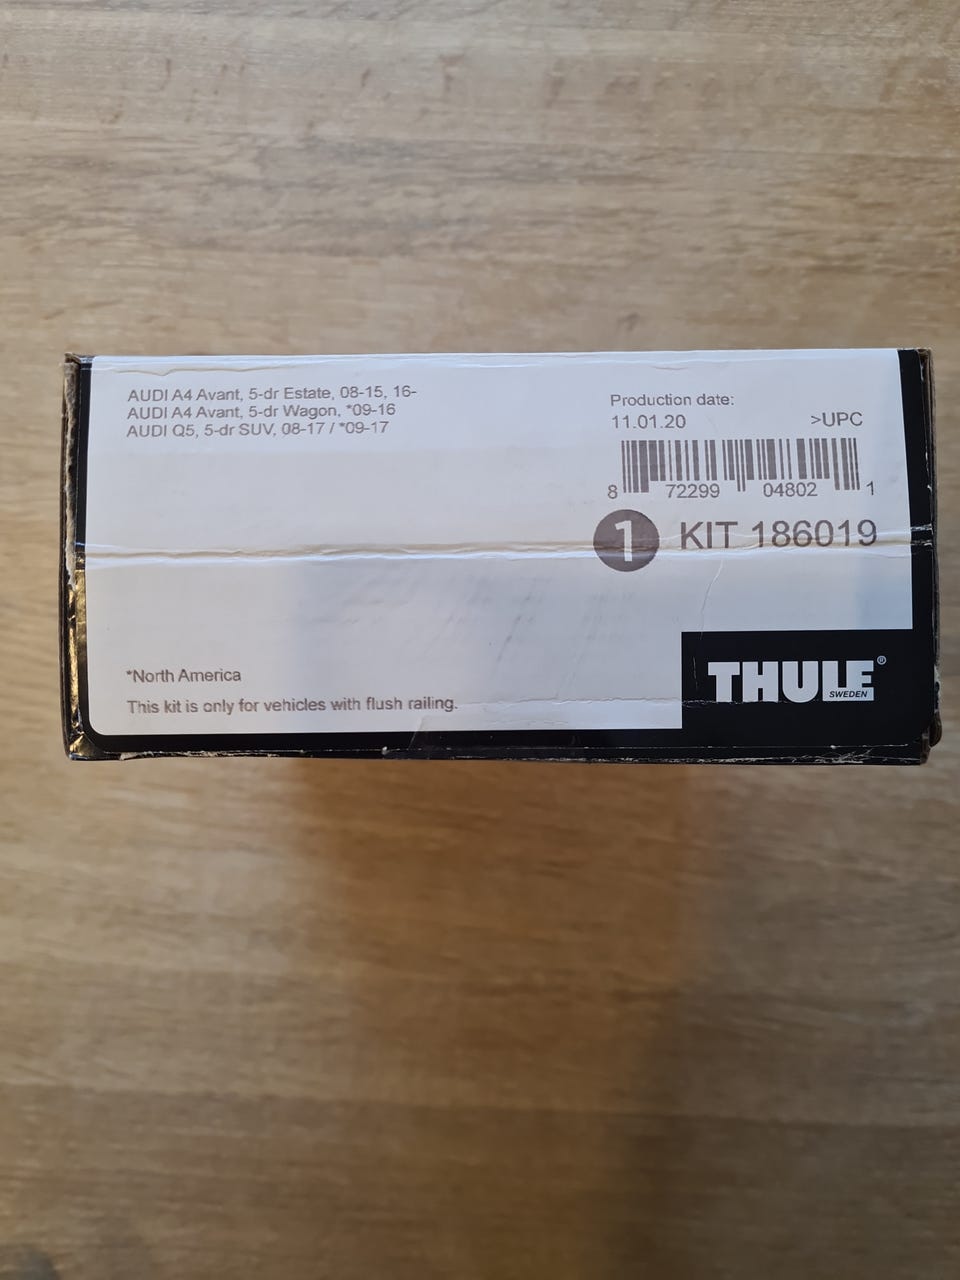 AUDI A4 Avant, 5-dr Estate, 08-15, 16-
AUDI A4 Avant, 5-dr Wagon, *09-16
AUDI Q5, 5-dr SUV, 08-17 / *09-17
Production date:
11.01.20 >UPC
8 72299 04802 1
1 KIT 186019
*North America
This kit is only for vehicles with flush railing.
THULE®
SWEDEN